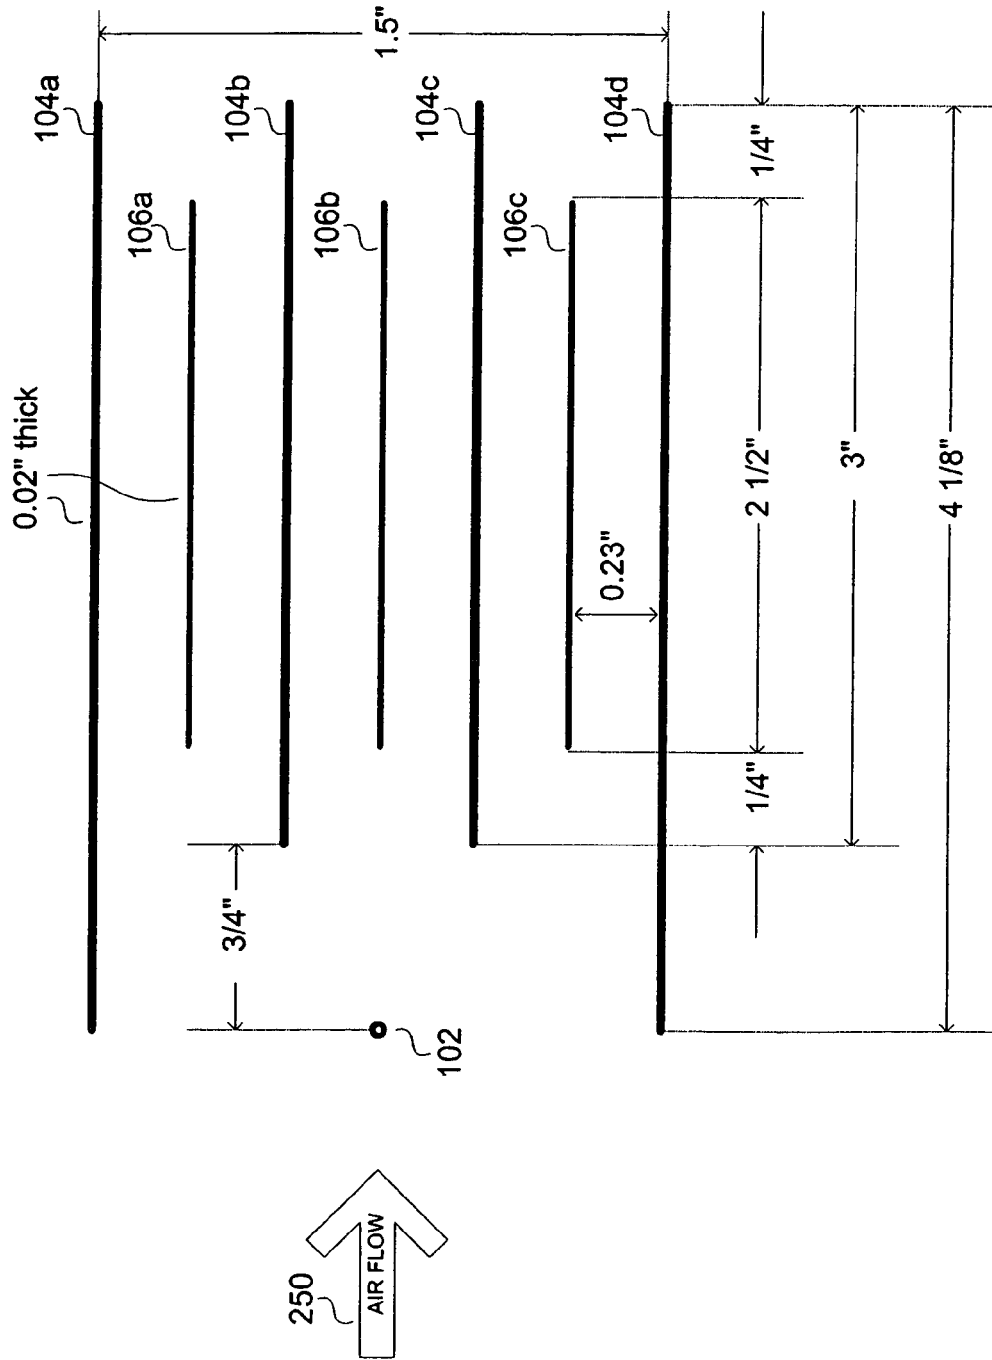 0.02" thick
104a
106a
104b
106b
104c
106c
104d
1.5"
3/4"
102
250
AIR FLOW
0.23"
1/4"
2 1/2"
1/4"
3"
4 1/8"